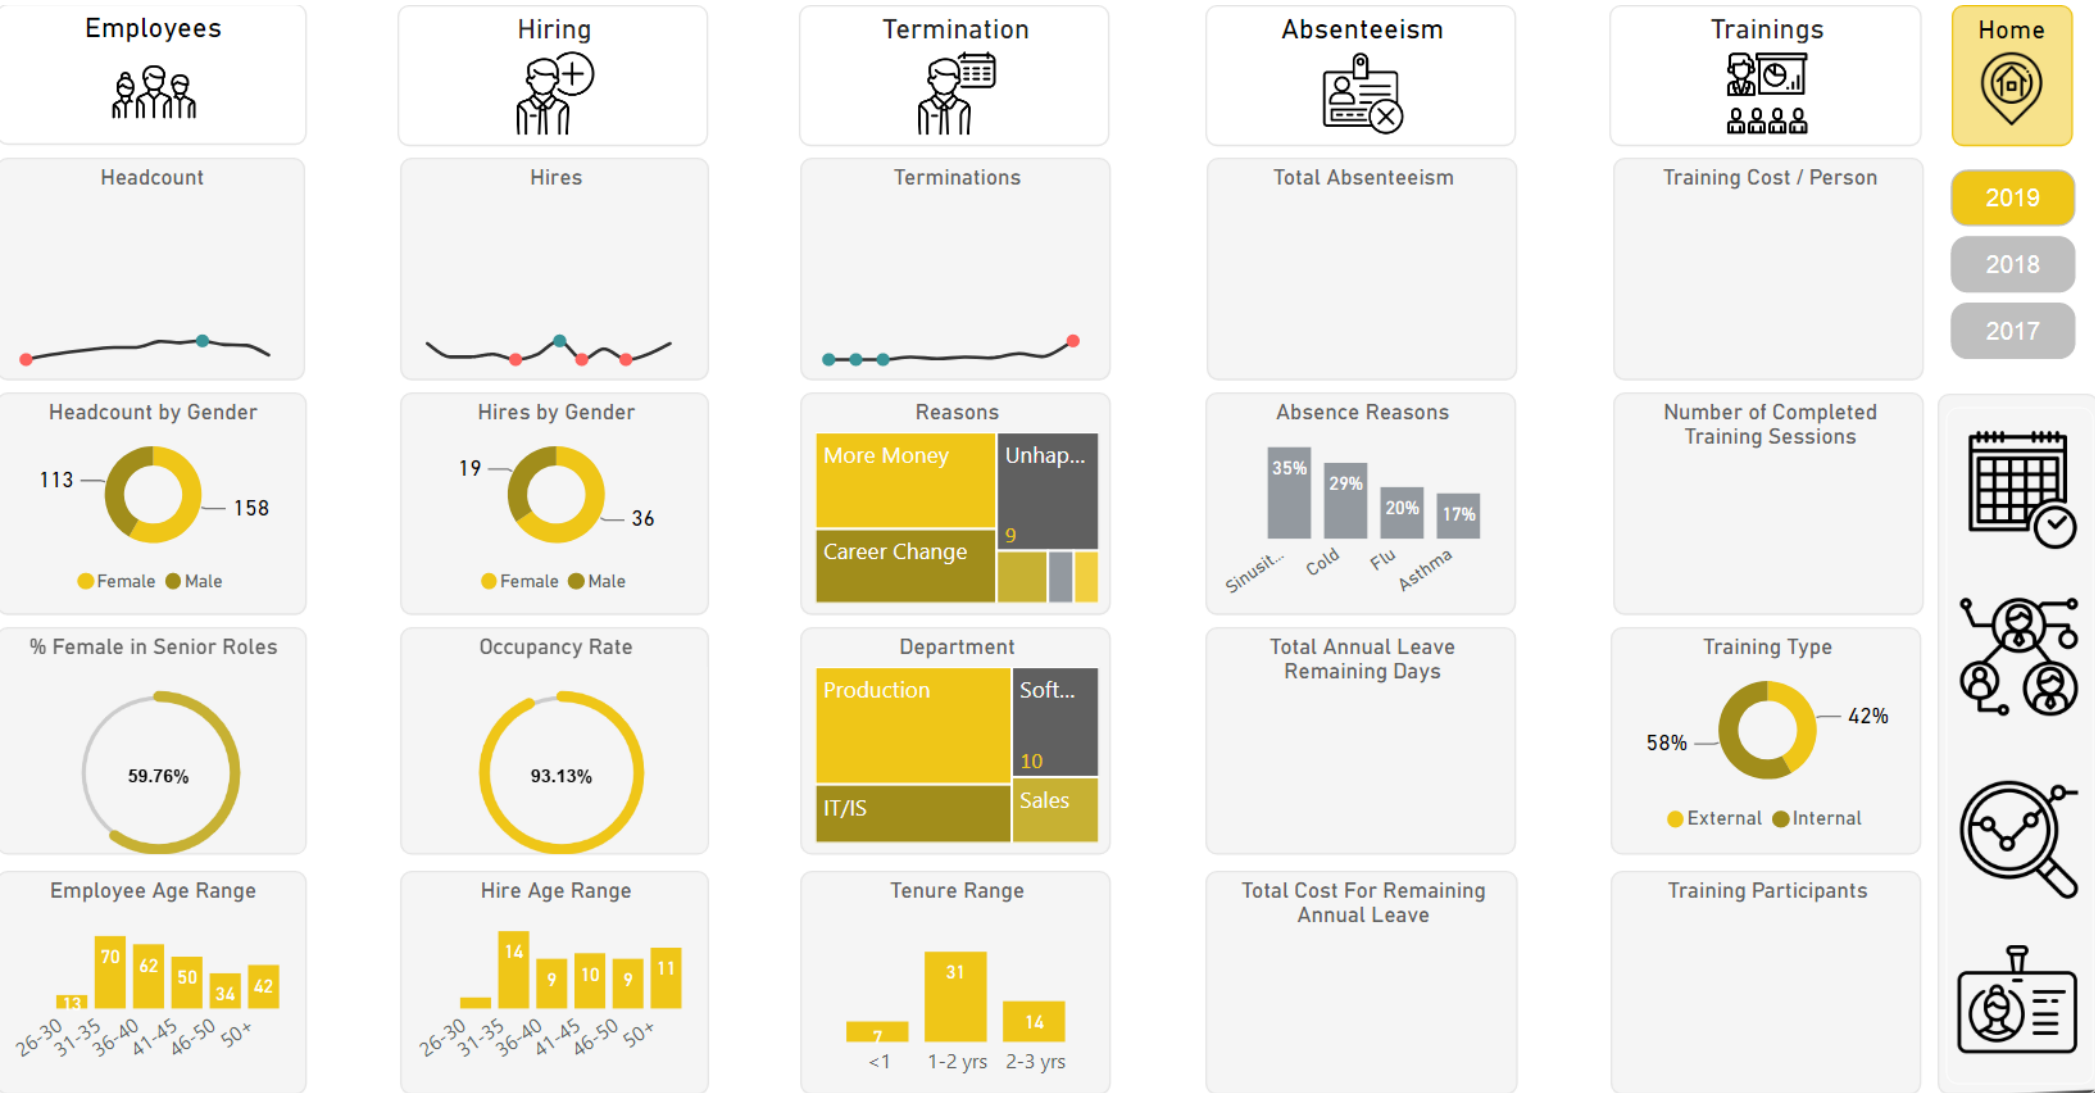 Employees
Hiring
Termination
Absenteeism
Trainings
Home
Headcount
Hires
Terminations
Total Absenteeism
Training Cost / Person
2019
2018
2017
Headcount by Gender
113
158
Female Male
Hires by Gender
19
36
Female Male
Reasons
More Money
Unhap...
9
Career Change
Absence Reasons
35%
29%
20%
17%
Sinusit...
Cold
Flu
Asthma
Number of Completed
Training Sessions
% Female in Senior Roles
59.76%
Occupancy Rate
93.13%
Department
Production
Soft...
10
IT/IS
Sales
Total Annual Leave
Remaining Days
Training Type
42%
58%
External Internal
Employee Age Range
13
70
62
50
34
42
26-30
31-35
36-40
41-45
46-50
50+
Hire Age Range
14
9
10
9
11
26-30
31-35
36-40
41-45
46-50
50+
Tenure Range
7
31
14
<1
1-2 yrs
2-3 yrs
Total Cost For Remaining
Annual Leave
Training Participants